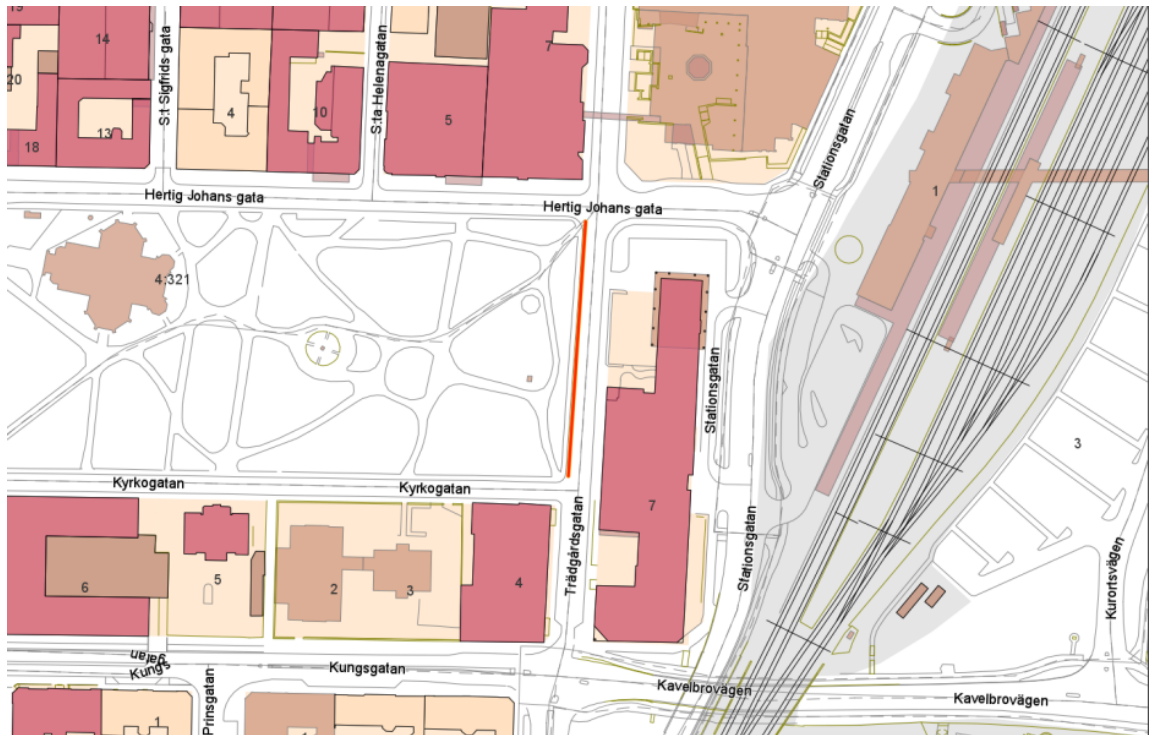 19
14
7
S:t Sigfrids gata
S:ta Helenagatan
20
4
10
5
13
18
Stationsgatan
1
Hertig Johans gata
Hertig Johans gata
4:321
Stationsgatan
3
Kyrkogatan
Kyrkogatan
Trädgårdsgatan
7
Stationsgatan
Kurortsvägen
6
5
2
3
4
Kungs
gatan
Kungsgatan
Kavelbrovägen
Kavelbrovägen
Prinsgatan
1